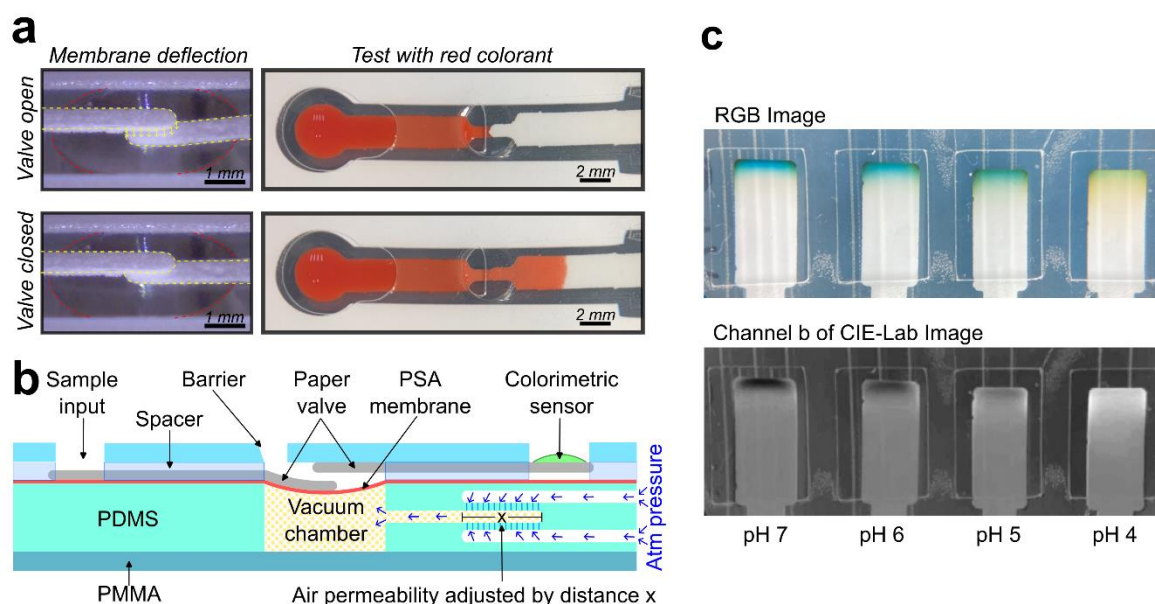 a
Membrane deflection
Test with red colorant
Valve open
1 mm
2 mm
Valve closed
1 mm
2 mm
b
Sample
input
Spacer
Barrier
Paper
valve
PSA
membrane
Colorimetric
sensor
PDMS
Vacuum
chamber
x
Atm pressure
PMMA
Air permeability adjusted by distance x
c
RGB Image
Channel b of CIE-Lab Image
pH 7
pH 6
pH 5
pH 4